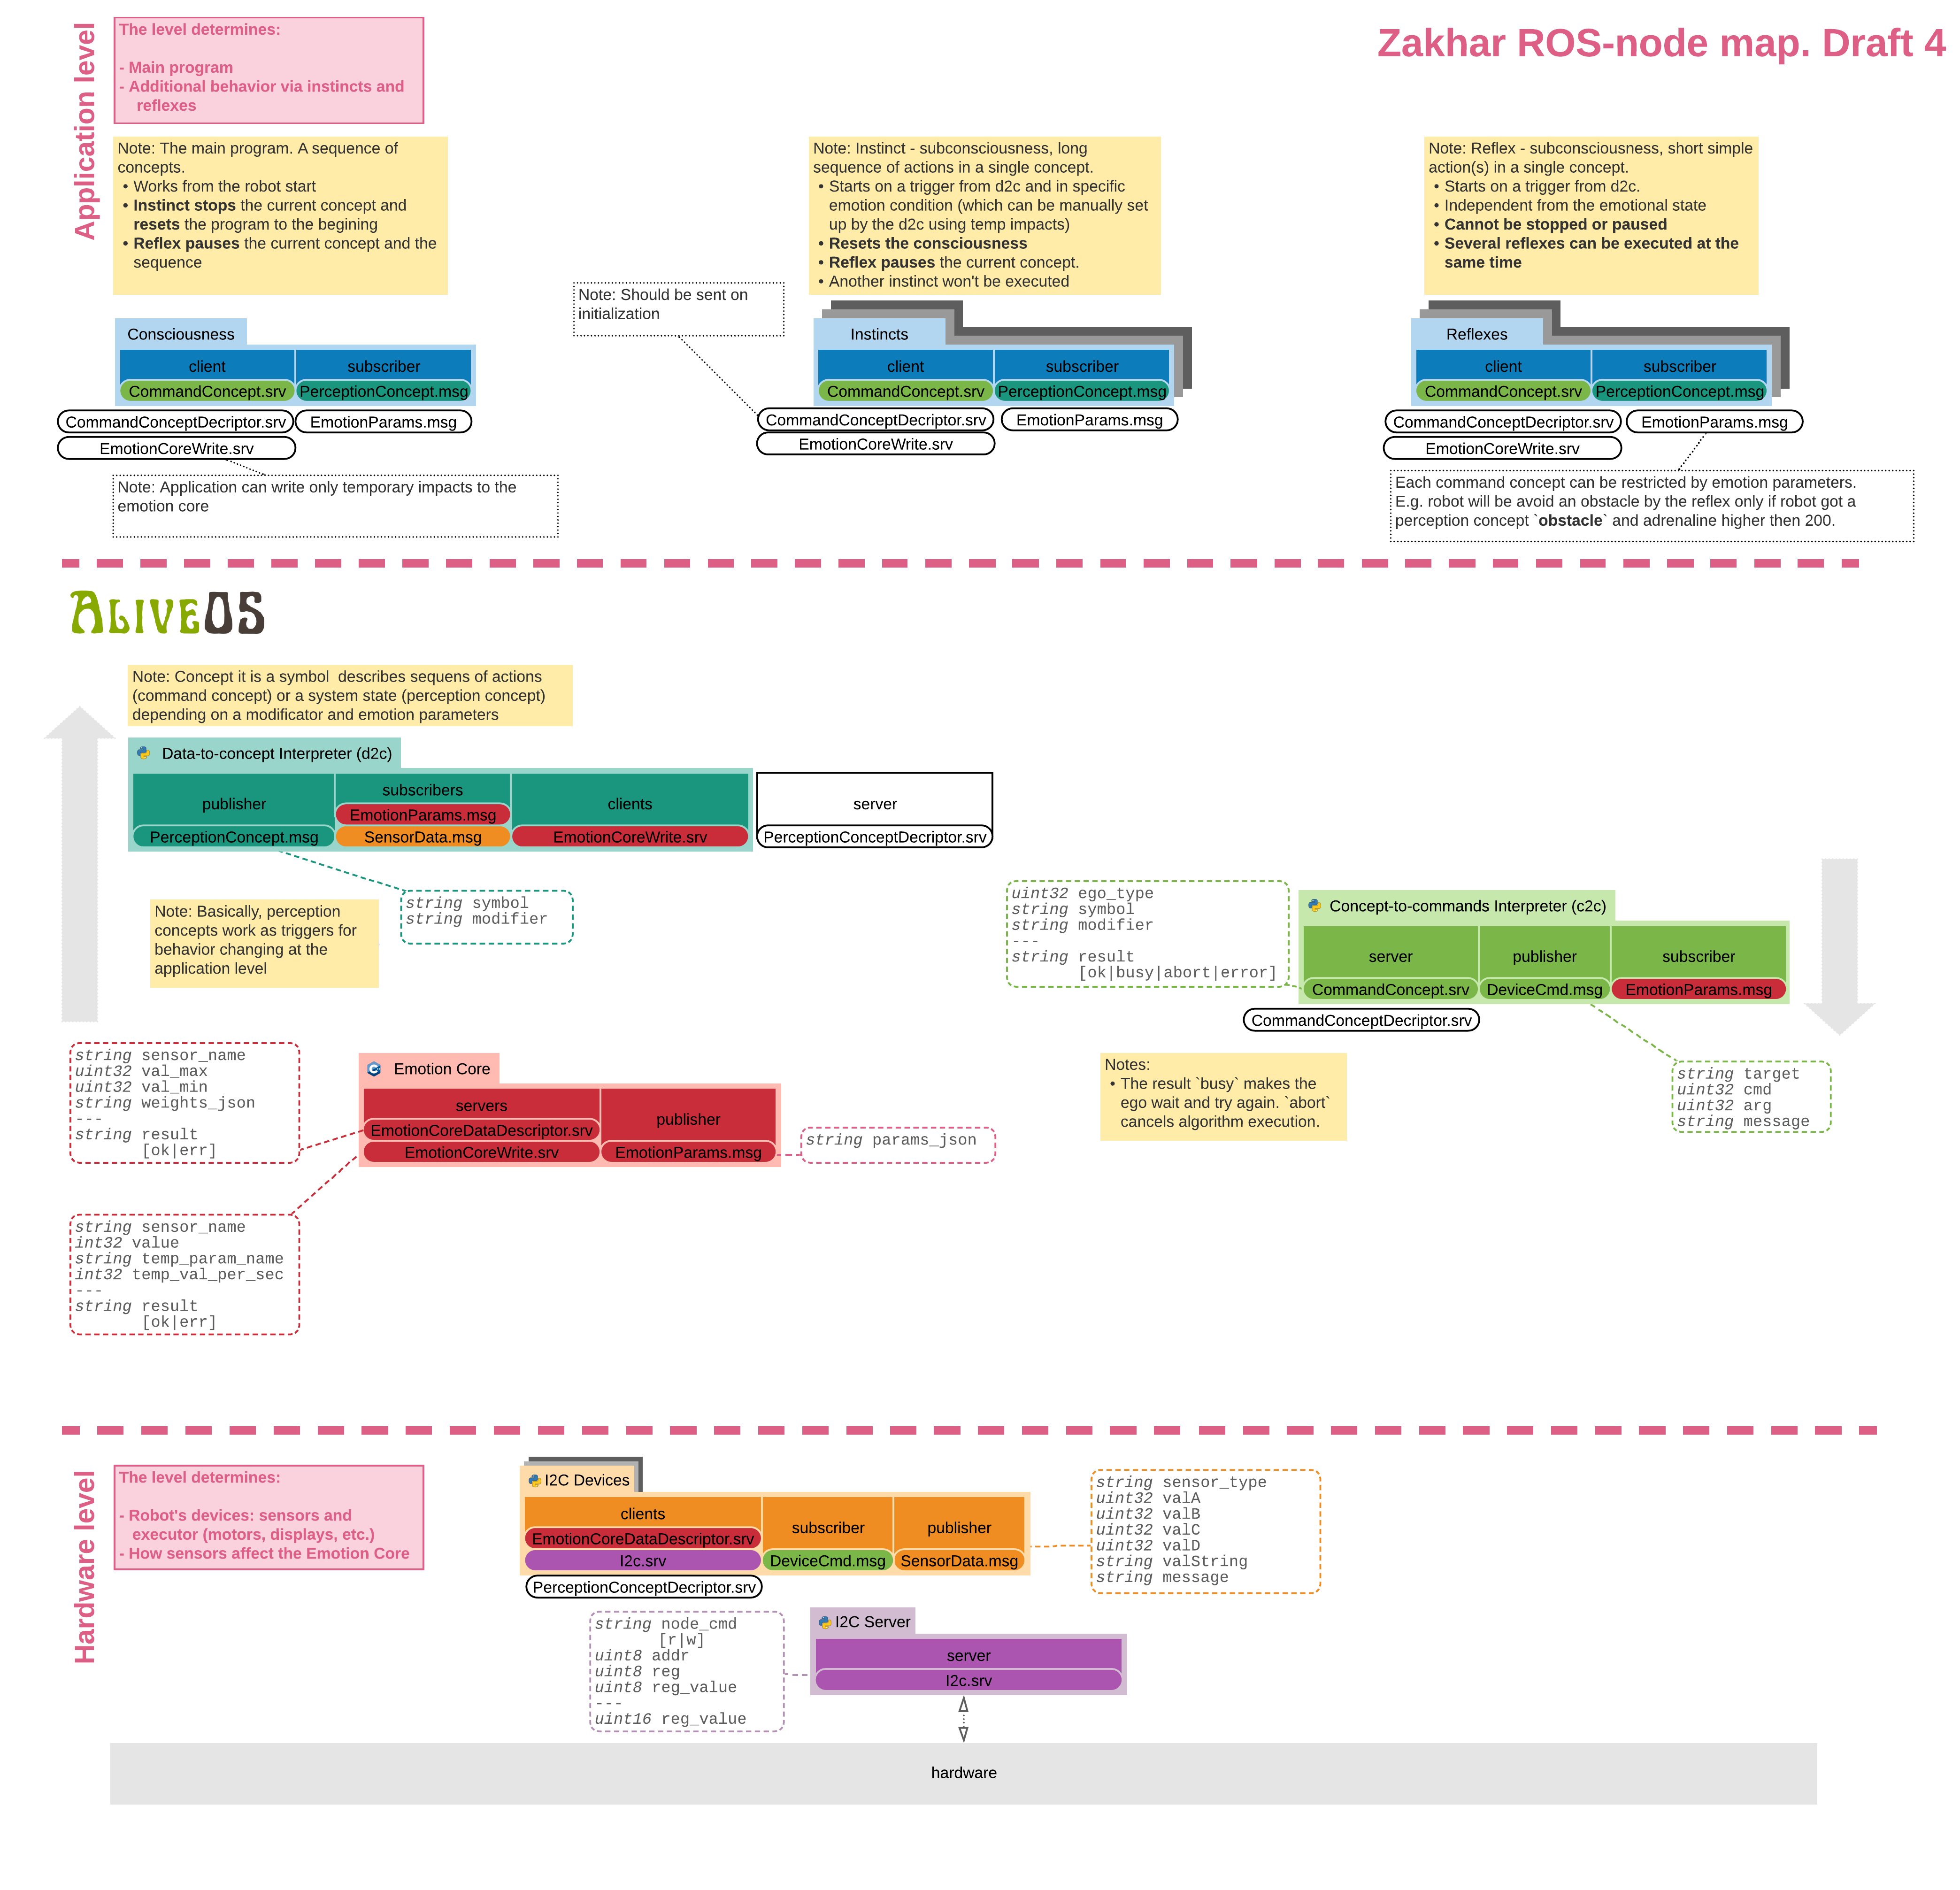 Zakhar ROS-node map. Draft 4
Application level
The level determines:
- Main program
- Additional behavior via instincts and
reflexes
Note: The main program. A sequence of
concepts.
• Works from the robot start
• Instinct stops the current concept and
resets the program to the begining
• Reflex pauses the current concept and the
sequence
Note: Instinct - subconsciousness, long
sequence of actions in a single concept.
• Starts on a trigger from d2c and in specific
emotion condition (which can be manually set
up by the d2c using temp impacts)
• Resets the consciousness
• Reflex pauses the current concept.
• Another instinct won't be executed
Note: Reflex - subconsciousness, short simple
action(s) in a single concept.
• Starts on a trigger from d2c.
• Independent from the emotional state
• Cannot be stopped or paused
• Several reflexes can be executed at the
same time
Note: Should be sent on
initialization
Consciousness
client
subscriber
CommandConcept.srv
PerceptionConcept.msg
CommandConceptDecriptor.srv
EmotionParams.msg
EmotionCoreWrite.srv
Note: Application can write only temporary impacts to the
emotion core
Instincts
client
subscriber
CommandConcept.srv
PerceptionConcept.msg
CommandConceptDecriptor.srv
EmotionParams.msg
EmotionCoreWrite.srv
Reflexes
client
subscriber
CommandConcept.srv
PerceptionConcept.msg
CommandConceptDecriptor.srv
EmotionParams.msg
EmotionCoreWrite.srv
Each command concept can be restricted by emotion parameters.
E.g. robot will be avoid an obstacle by the reflex only if robot got a
perception concept `obstacle` and adrenaline higher then 200.
ALIVEOS
Note: Concept it is a symbol  describes sequens of actions
(command concept) or a system state (perception concept)
depending on a modificator and emotion parameters
Data-to-concept Interpreter (d2c)
publisher
subscribers
clients
server
EmotionParams.msg
PerceptionConcept.msg
SensorData.msg
EmotionCoreWrite.srv
PerceptionConceptDecriptor.srv
string symbol
string modifier
Note: Basically, perception
concepts work as triggers for
behavior changing at the
application level
uint32 ego_type
string symbol
string modifier
---
string result
[ok|busy|abort|error]
Concept-to-commands Interpreter (c2c)
server
publisher
subscriber
CommandConcept.srv
DeviceCmd.msg
EmotionParams.msg
CommandConceptDecriptor.srv
Notes:
• The result `busy` makes the
ego wait and try again. `abort`
cancels algorithm execution.
string target
uint32 cmd
uint32 arg
string message
string sensor_name
uint32 val_max
uint32 val_min
string weights_json
---
string result
[ok|err]
Emotion Core
servers
publisher
EmotionCoreDataDescriptor.srv
EmotionCoreWrite.srv
EmotionParams.msg
string params_json
string sensor_name
int32 value
string temp_param_name
int32 temp_val_per_sec
---
string result
[ok|err]
Hardware level
The level determines:
- Robot's devices: sensors and
executor (motors, displays, etc.)
- How sensors affect the Emotion Core
I2C Devices
clients
subscriber
publisher
EmotionCoreDataDescriptor.srv
I2c.srv
DeviceCmd.msg
SensorData.msg
PerceptionConceptDecriptor.srv
string sensor_type
uint32 valA
uint32 valB
uint32 valC
uint32 valD
string valString
string message
string node_cmd
[r|w]
uint8 addr
uint8 reg
uint8 reg_value
---
uint16 reg_value
I2C Server
server
I2c.srv
hardware